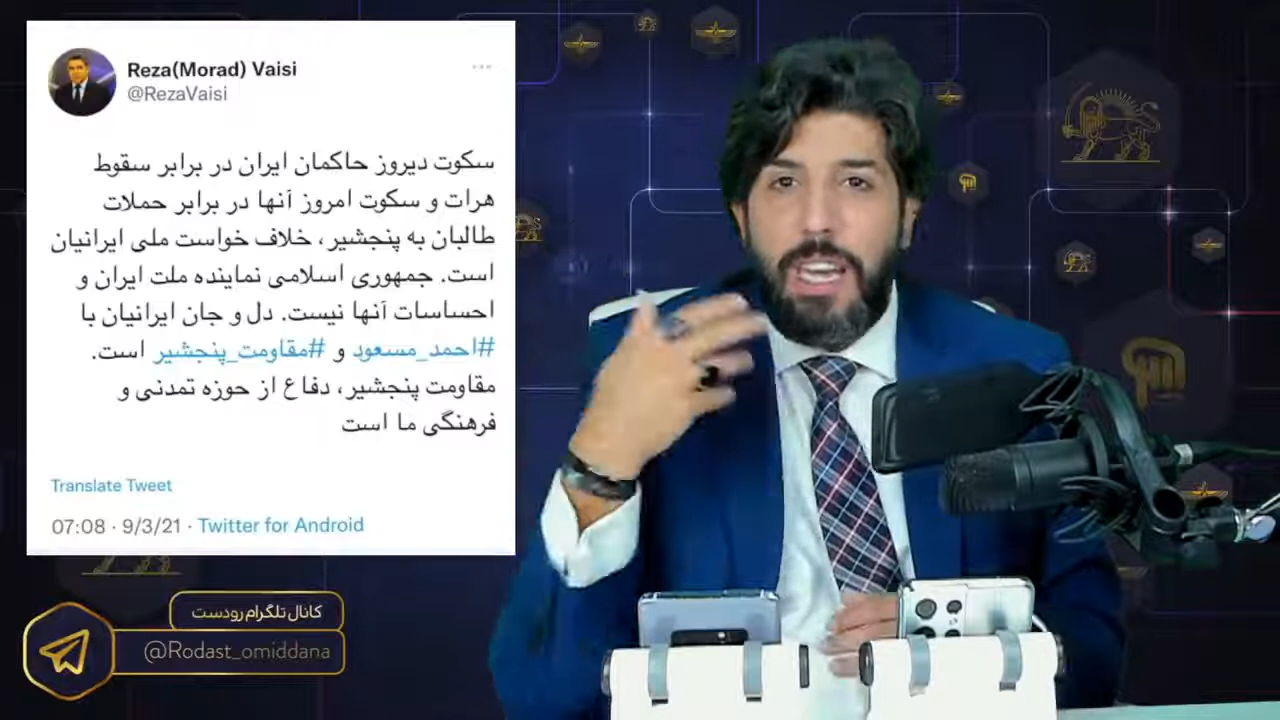 Reza(Morad) Vaisi
@RezaVaisi
سکوت دیروز حاکمان ایران در برابر سقوط
هرات و سکوت امروز آنها در برابر حملات
طالبان به پنجشیر، خلاف خواست ملی ایرانیان
است. جمهوری اسلامی نماینده ملت ایران و
احساسات آنها نیست. دل و جان ایرانیان با
#احمد_مسعود و #مقاومت_پنجشیر است.
مقاومت پنجشیر، دفاع از حوزه تمدنی و
فرهنگی ما است
Translate Tweet
07:08 · 9/3/21 · Twitter for Android
کانال تلگرام رودست
@Rodast_omiddana